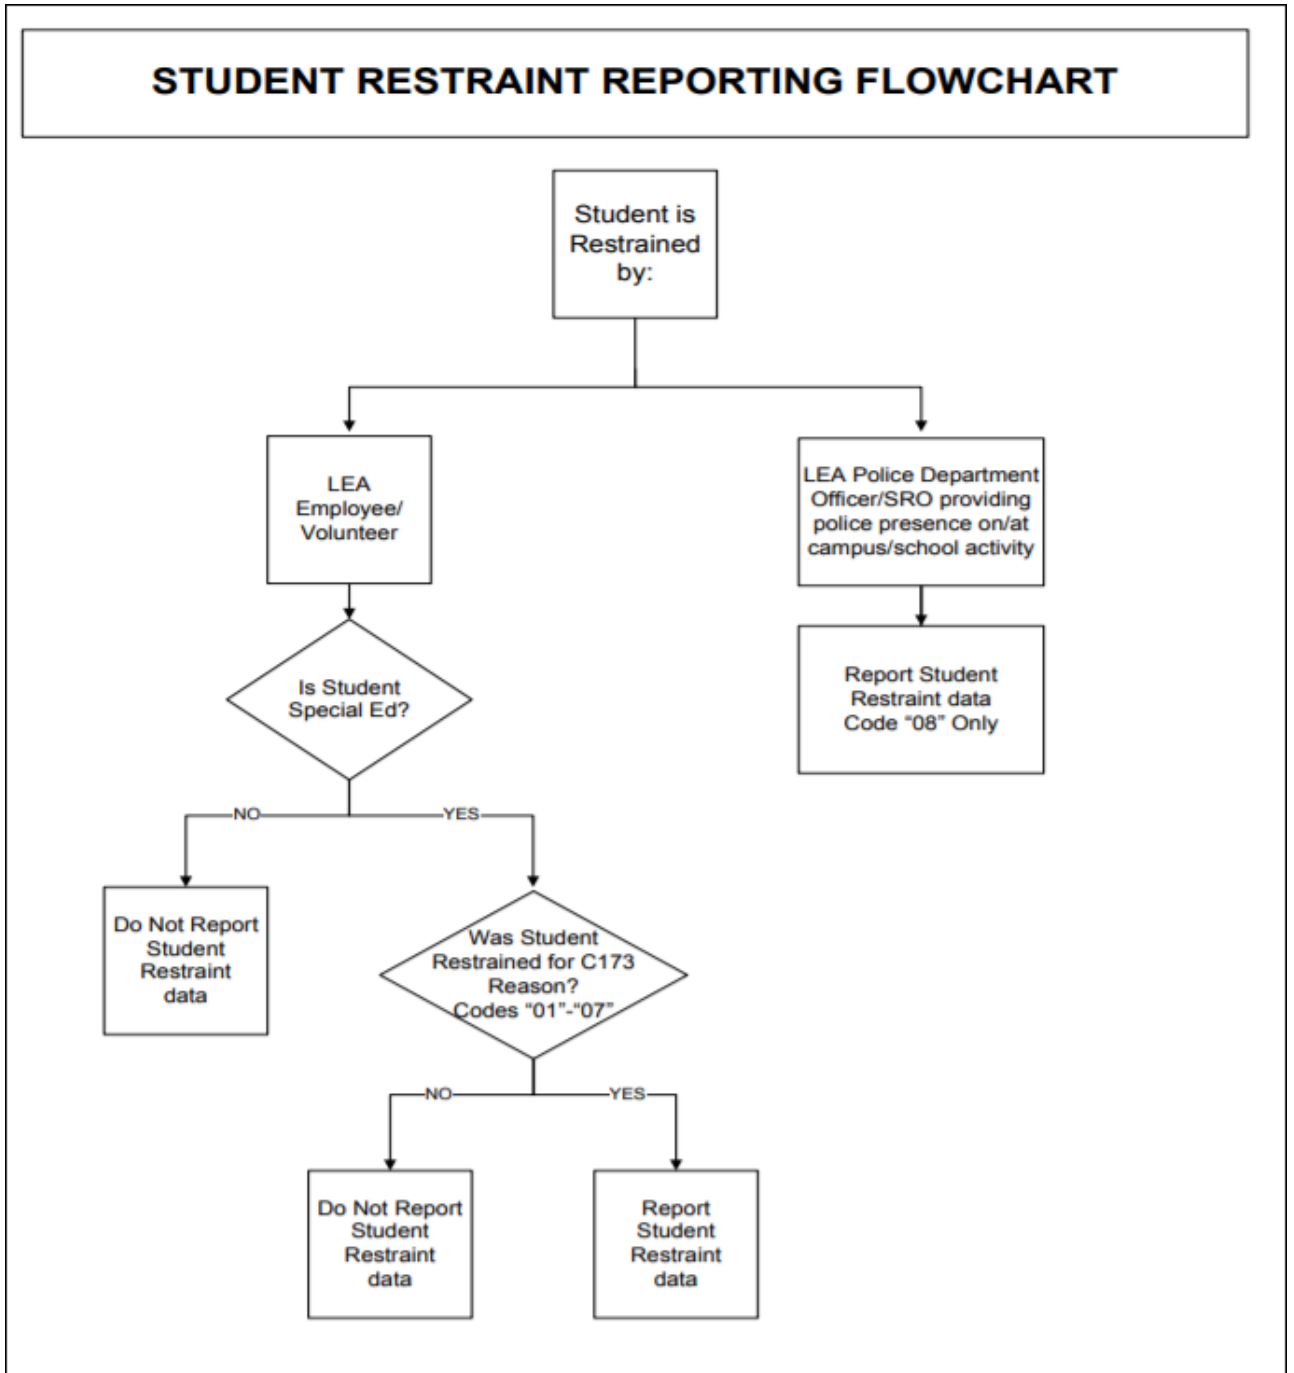 STUDENT RESTRAINT REPORTING FLOWCHART
Student is
Restrained
by:
LEA
Employee/
Volunteer
LEA Police Department
Officer/SRO providing
police presence on/at
campus/school activity
Is Student
Special Ed?
Report Student
Restraint data
Code “08” Only
NO
YES
Do Not Report
Student
Restraint
data
Was Student
Restrained for C173
Reason?
Codes “01”-“07”
NO
YES
Do Not Report
Student
Restraint
data
Report
Student
Restraint
data